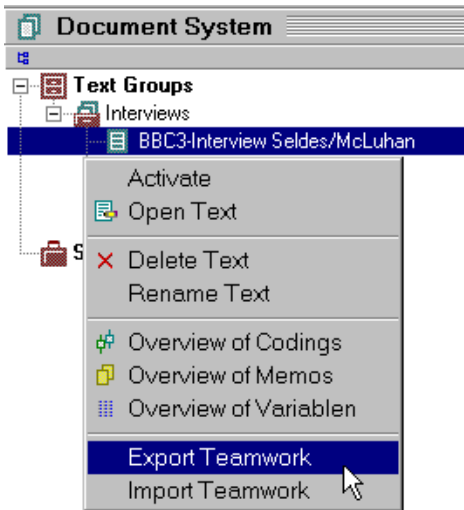 Document System
Text Groups
Interviews
BBC3-Interview Seldes/McLuhan
Activate
Open Text
S
Delete Text
Rename Text
Overview of Codings
Overview of Memos
Overview of Variablen
Export Teamwork
Import Teamwork